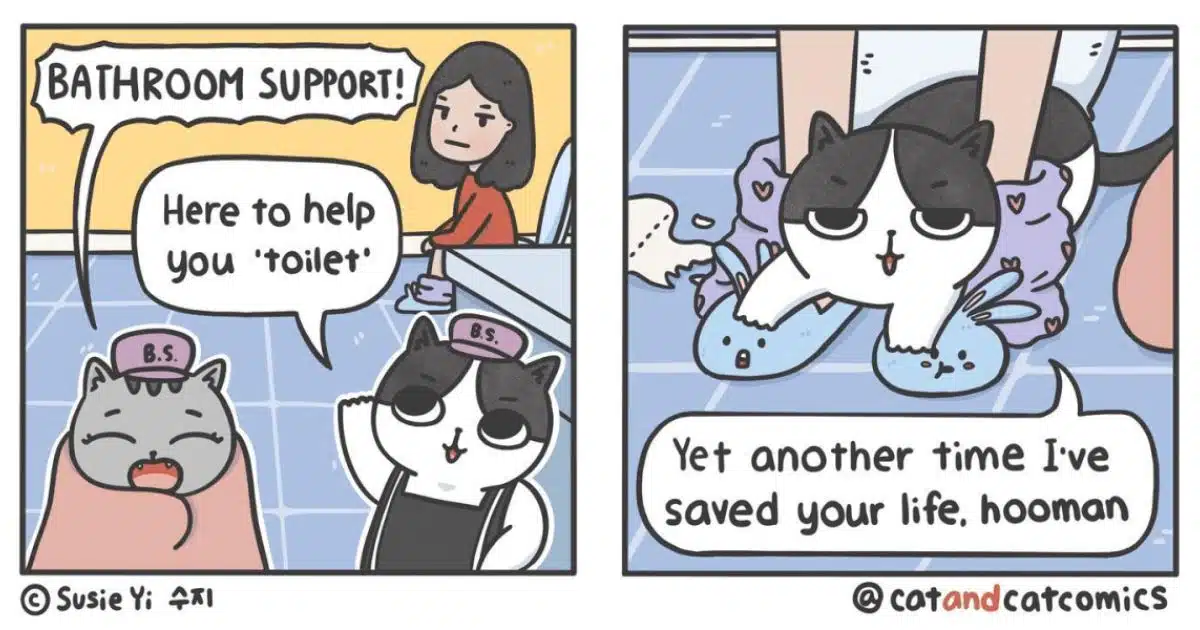 BATHROOM SUPPORT!
Here to help
you 'toilet'
B.S.
B.S.
Yet another time I've
saved your life, hooman
© Susie Yi 수지
@catandcatcomics